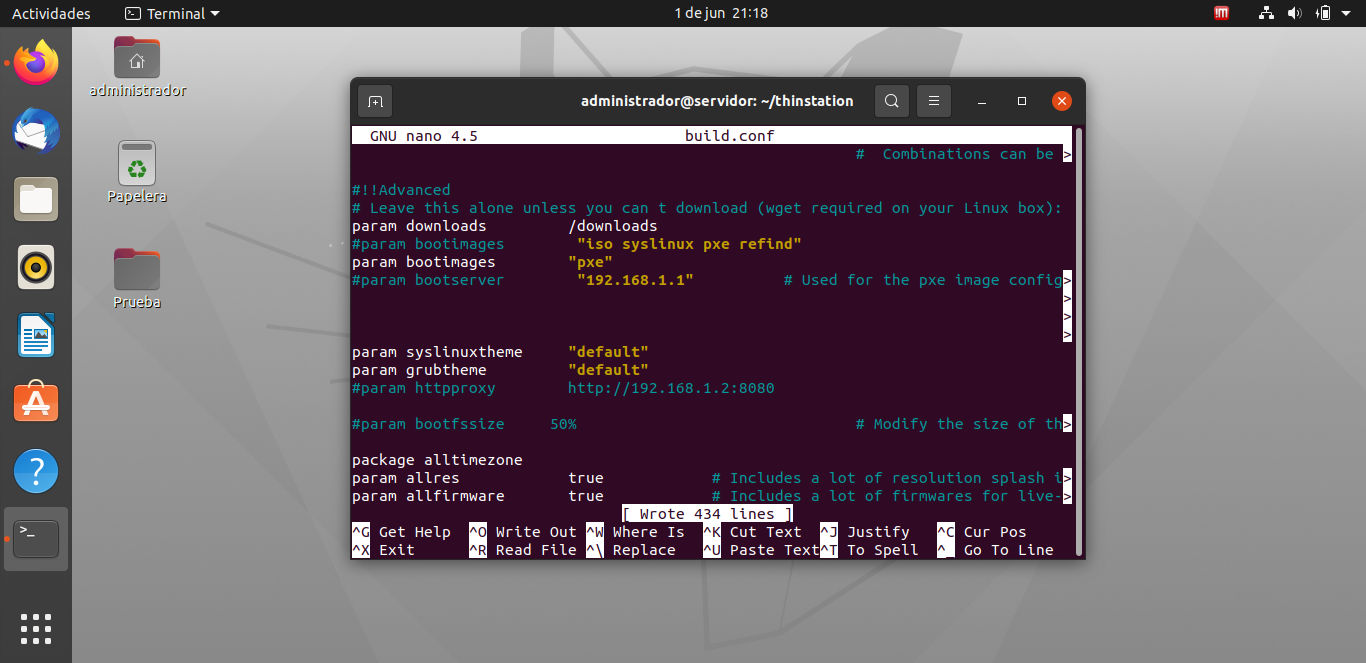 Actividades Terminal 1 de jun 21:18
administrador
Papelera
Prueba
administrador@servidor: ~/thinstation
GNU nano 4.5 build.conf
# Combinations can be >
#!!Advanced
# Leave this alone unless you can t download (wget required on your Linux box):
param downloads /downloads
#param bootimages "iso syslinux pxe refind"
param bootimages "pxe"
#param bootserver "192.168.1.1" # Used for the pxe image config>
>
>
>
param syslinuxtheme "default"
param grubtheme "default"
#param httpproxy http://192.168.1.2:8080
#param bootfssize 50% # Modify the size of th>
package alltimezone
param allres true # Includes a lot of resolution splash i>
param allfirmware true # Includes a lot of firmwares for live->
[ Wrote 434 lines ]
^G Get Help ^O Write Out ^W Where Is ^K Cut Text ^J Justify ^C Cur Pos
^X Exit ^R Read File ^\ Replace ^U Paste Text^T To Spell ^_ Go To Line